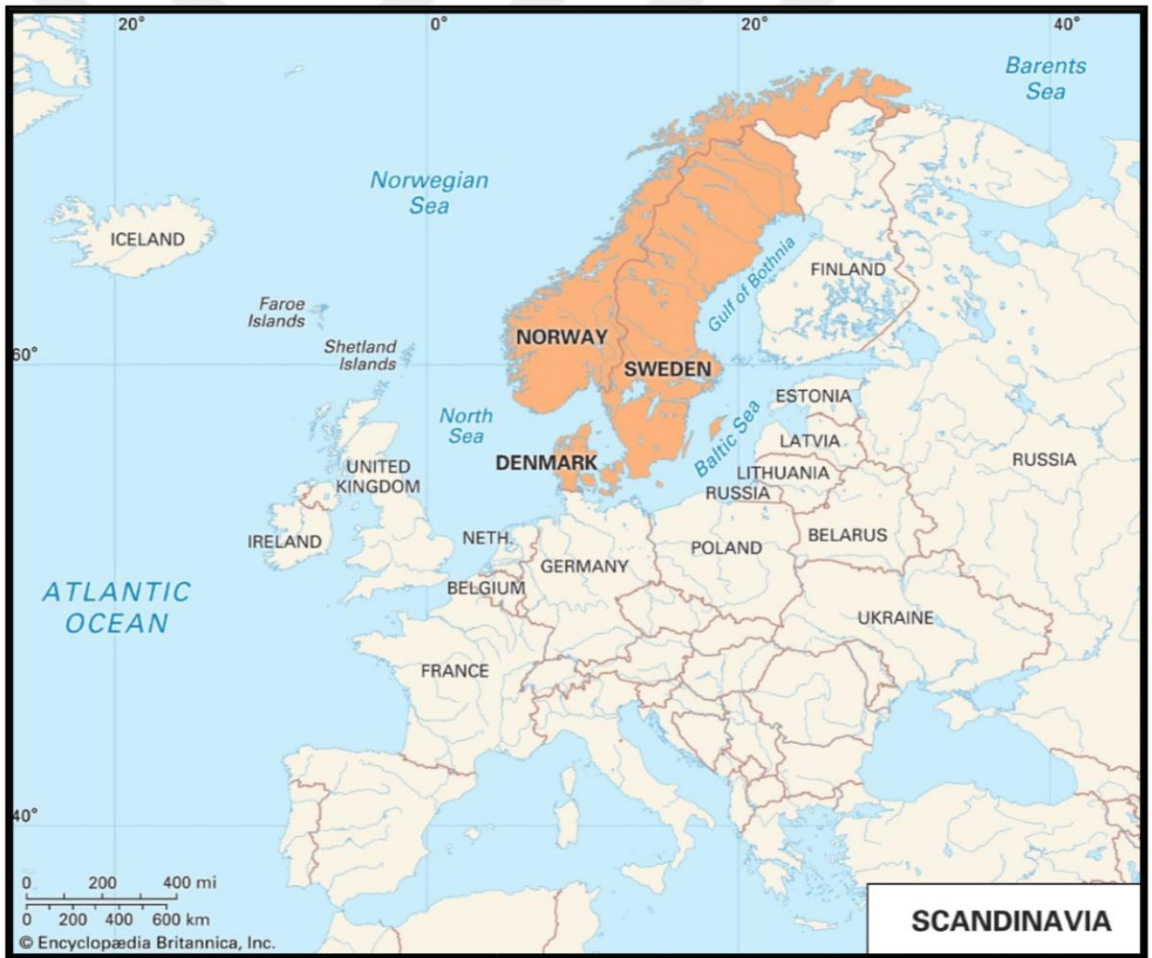 20°
0°
20°
40°
Barents
Sea
Norwegian
Sea
ICELAND
FINLAND
Gulf of Bothnia
Faroe
Islands
NORWAY
Shetland
Islands
60°
SWEDEN
ESTONIA
North
Sea
Baltic Sea
LATVIA
DENMARK
RUSSIA
UNITED
KINGDOM
LITHUANIA
RUSSIA
IRELAND
NETH.
BELARUS
POLAND
GERMANY
BELGIUM
ATLANTIC
OCEAN
UKRAINE
FRANCE
40°
0 200 400 mi
0 200 400 600 km
SCANDINAVIA
© Encyclopædia Britannica, Inc.